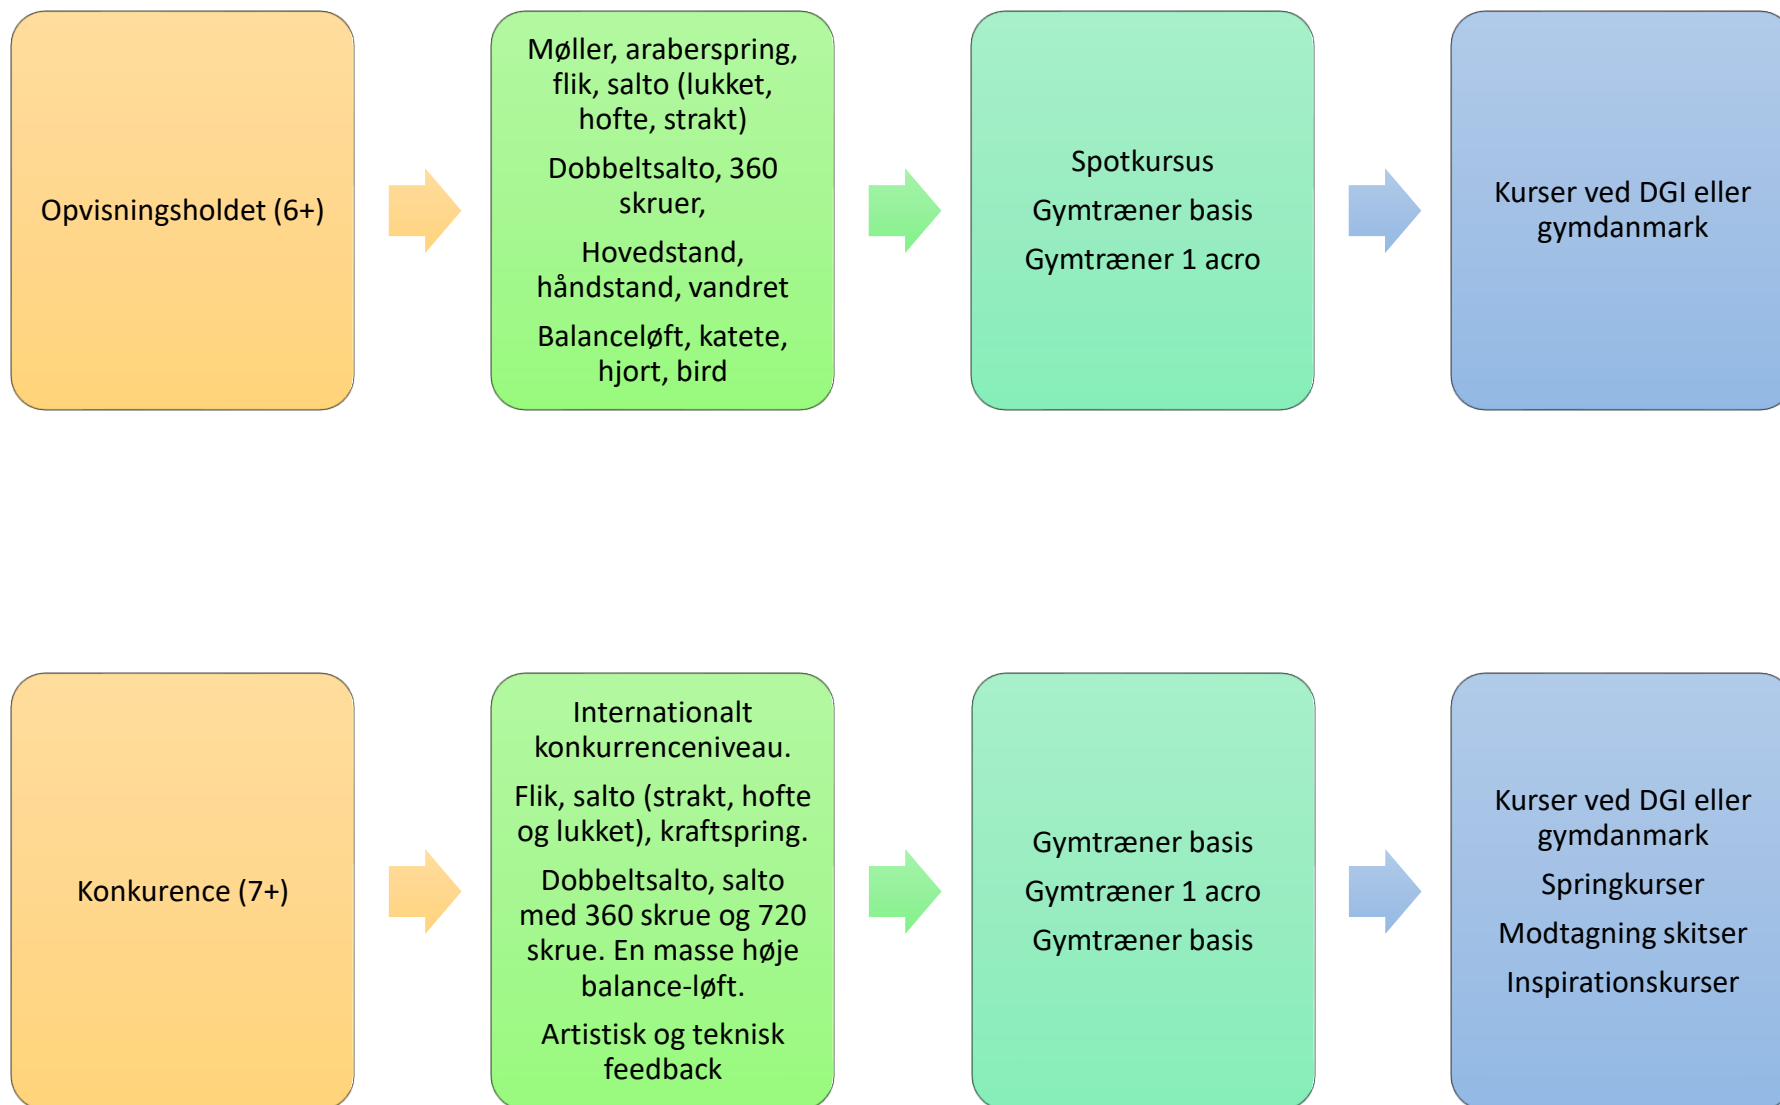 Opvisningsholdet (6+)
Møller, araberspring,
flik, salto (lukket,
hofte, strakt)
Dobbeltsalto, 360
skruer,
Hovedstand,
håndstand, vandret
Balanceløft, katete,
hjort, bird
Spotkursus
Gymtræner basis
Gymtræner 1 acro
Kurser ved DGI eller
gymdanmark
Konkurence (7+)
Internationalt
konkurrenceniveau.
Flik, salto (strakt, hofte
og lukket), kraftspring.
Dobbeltsalto, salto
med 360 skrue og 720
skrue. En masse høje
balance-løft.
Artistisk og teknisk
feedback
Gymtræner basis
Gymtræner 1 acro
Gymtræner basis
Kurser ved DGI eller
gymdanmark
Springkurser
Modtagning skitser
Inspirationskurser